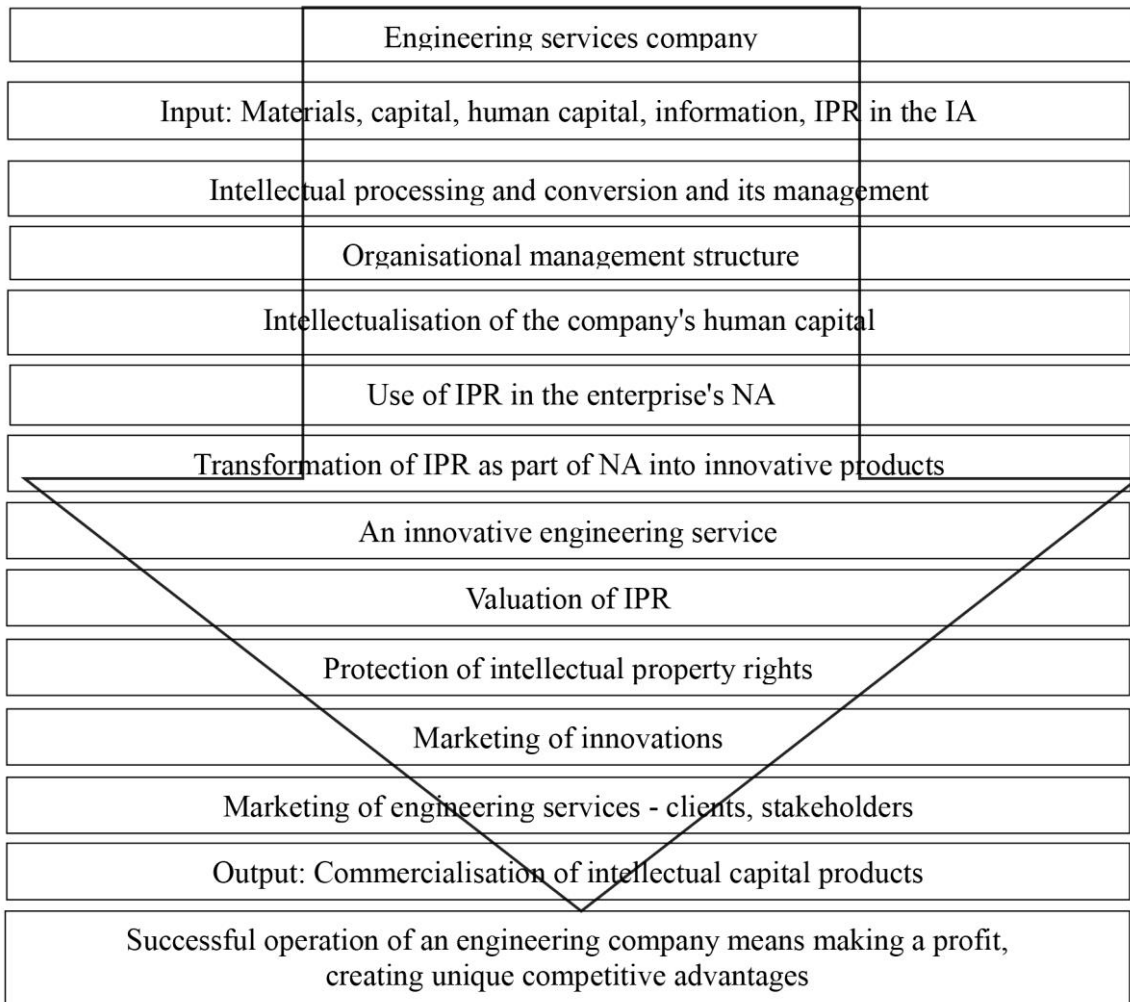 Engineering services company
Input: Materials, capital, human capital, information, IPR in the IA
Intellectual processing and conversion and its management
Organisational management structure
Intellectualisation of the company's human capital
Use of IPR in the enterprise's NA
Transformation of IPR as part of NA into innovative products
An innovative engineering service
Valuation of IPR
Protection of intellectual property rights
Marketing of innovations
Marketing of engineering services - clients, stakeholders
Output: Commercialisation of intellectual capital products
Successful operation of an engineering company means making a profit,
creating unique competitive advantages